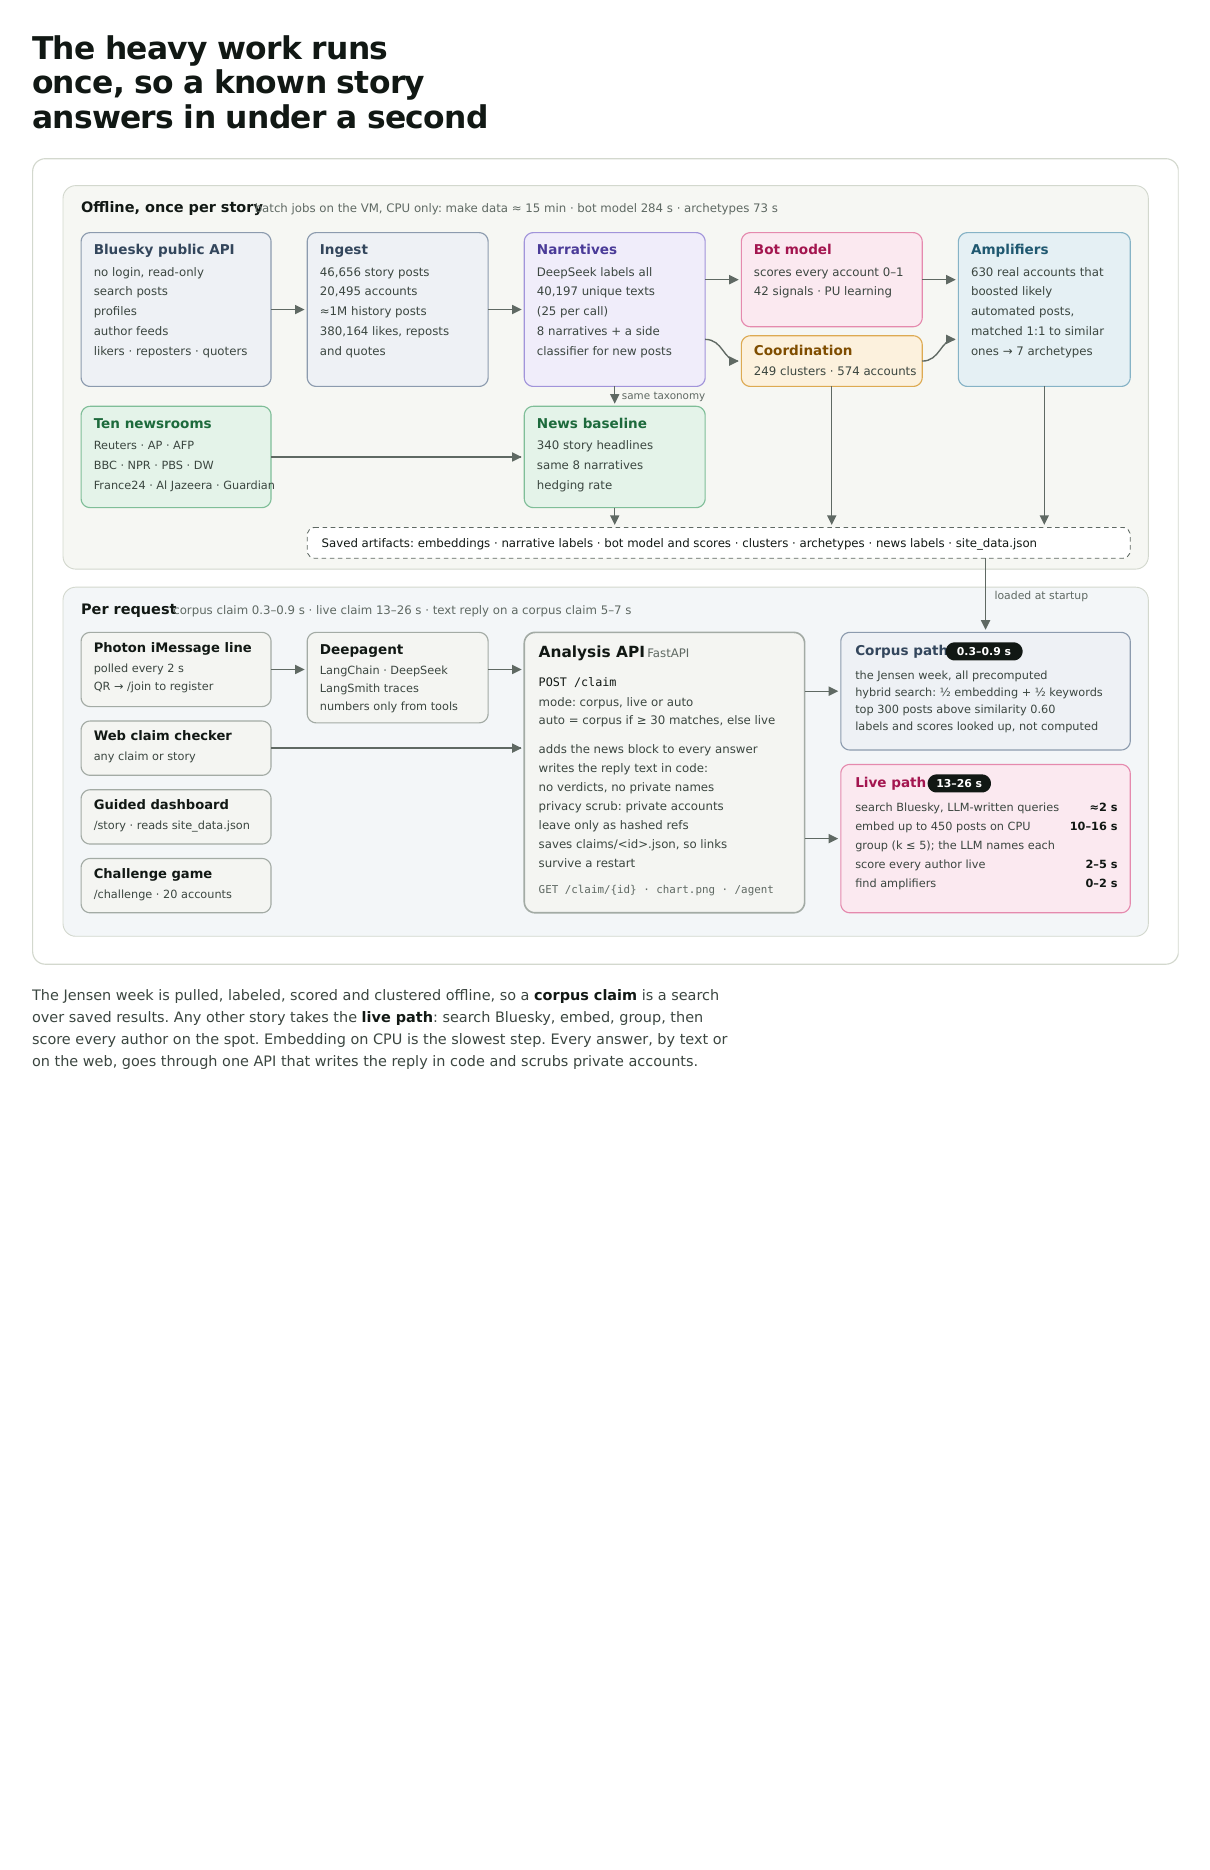 The heavy work runs
once, so a known story
answers in under a second
Offline, once per story
batch jobs on the VM, CPU only: make data ≈ 15 min · bot model 284 s · archetypes 73 s
Bluesky public API
no login, read-only
search posts
profiles
author feeds
likers · reposters · quoters
Ingest
46,656 story posts
20,495 accounts
≈1M history posts
380,164 likes, reposts
and quotes
Narratives
DeepSeek labels all
40,197 unique texts
(25 per call)
8 narratives + a side
classifier for new posts
Bot model
scores every account 0–1
42 signals · PU learning
Coordination
249 clusters · 574 accounts
Amplifiers
630 real accounts that
boosted likely
automated posts,
matched 1:1 to similar
ones → 7 archetypes
same taxonomy
Ten newsrooms
Reuters · AP · AFP
BBC · NPR · PBS · DW
France24 · Al Jazeera · Guardian
News baseline
340 story headlines
same 8 narratives
hedging rate
Saved artifacts: embeddings · narrative labels · bot model and scores · clusters · archetypes · news labels · site_data.json
loaded at startup
Per request
corpus claim 0.3–0.9 s · live claim 13–26 s · text reply on a corpus claim 5–7 s
Photon iMessage line
polled every 2 s
QR → /join to register
Web claim checker
any claim or story
Guided dashboard
/story · reads site_data.json
Challenge game
/challenge · 20 accounts
Deepagent
LangChain · DeepSeek
LangSmith traces
numbers only from tools
Analysis API FastAPI
POST /claim
mode: corpus, live or auto
auto = corpus if ≥ 30 matches, else live
adds the news block to every answer
writes the reply text in code:
no verdicts, no private names
privacy scrub: private accounts
leave only as hashed refs
saves claims/<id>.json, so links
survive a restart
GET /claim/{id} · chart.png · /agent
Corpus path 0.3–0.9 s
the Jensen week, all precomputed
hybrid search: ½ embedding + ½ keywords
top 300 posts above similarity 0.60
labels and scores looked up, not computed
Live path 13–26 s
search Bluesky, LLM-written queries ≈2 s
embed up to 450 posts on CPU 10–16 s
group (k ≤ 5); the LLM names each
score every author live 2–5 s
find amplifiers 0–2 s
The Jensen week is pulled, labeled, scored and clustered offline, so a corpus claim is a search
over saved results. Any other story takes the live path: search Bluesky, embed, group, then
score every author on the spot. Embedding on CPU is the slowest step. Every answer, by text or
on the web, goes through one API that writes the reply in code and scrubs private accounts.